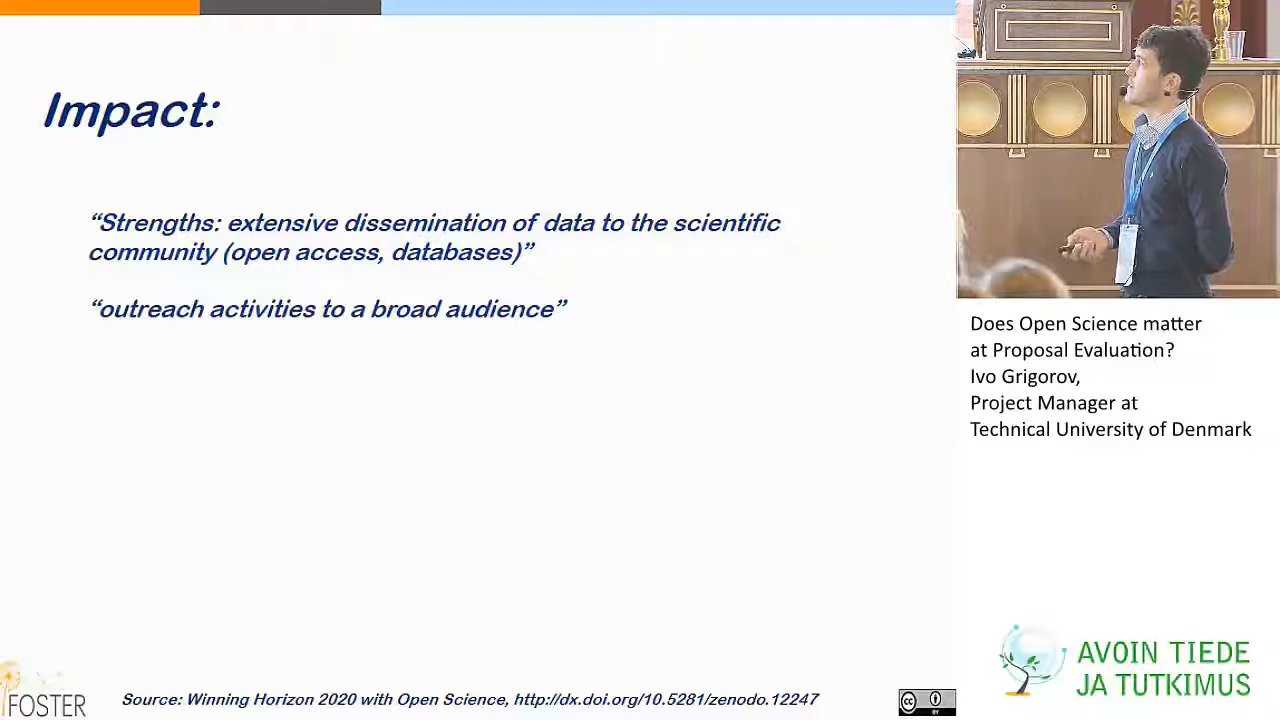 Impact:
“Strengths: extensive dissemination of data to the scientific
community (open access, databases)”
“outreach activities to a broad audience”
Source: Winning Horizon 2020 with Open Science, http://dx.doi.org/10.5281/zenodo.12247
FOSTER
cc
BY
Does Open Science matter
at Proposal Evaluation?
Ivo Grigorov,
Project Manager at
Technical University of Denmark
AVOIN TIEDE
JA TUTKIMUS